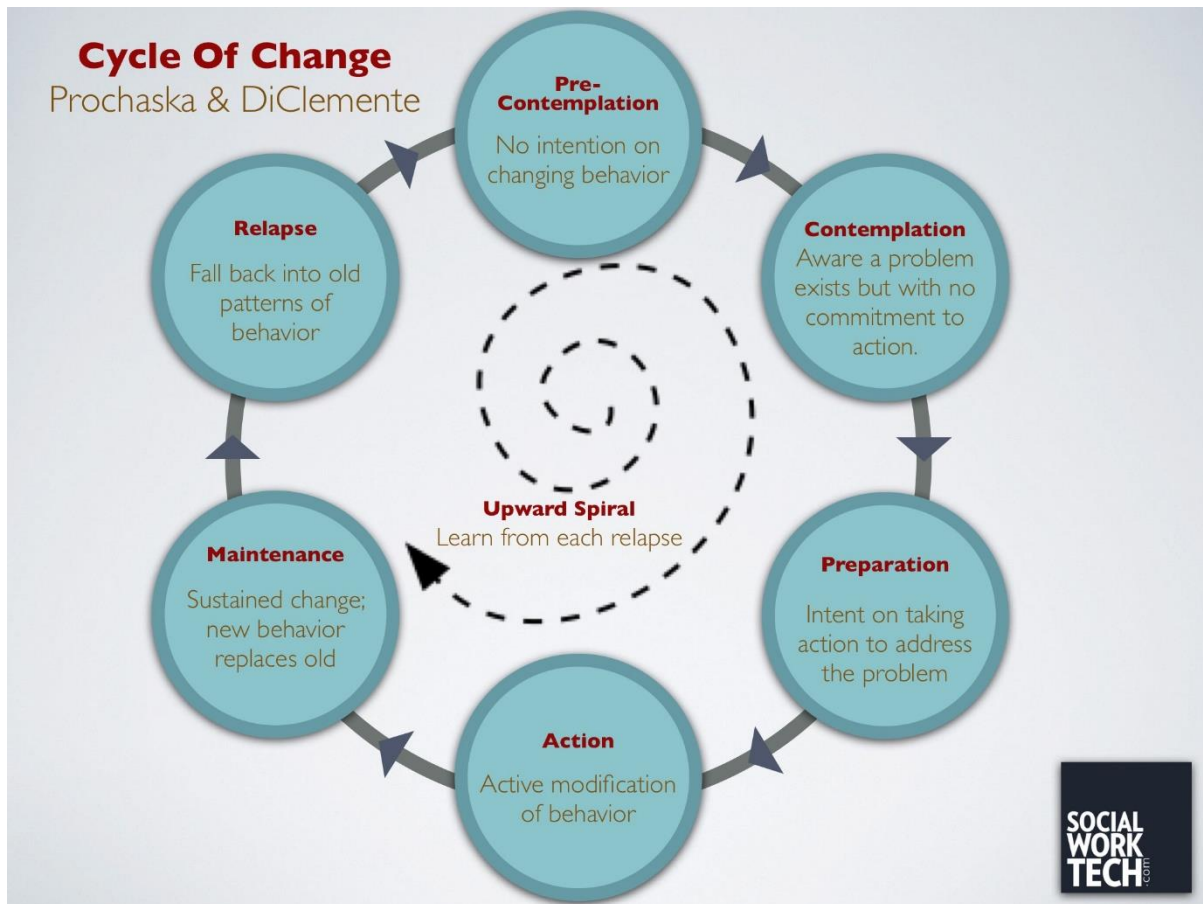 Cycle Of Change
Prochaska & DiClemente
Pre-
Contemplation
No intention on
changing behavior
Contemplation
Aware a problem
exists but with no
commitment to
action.
Preparation
Intent on taking
action to address
the problem
Action
Active modification
of behavior
Maintenance
Sustained change;
new behavior
replaces old
Relapse
Fall back into old
patterns of
behavior
Upward Spiral
Learn from each relapse
SOCIAL
WORK
TECH.com